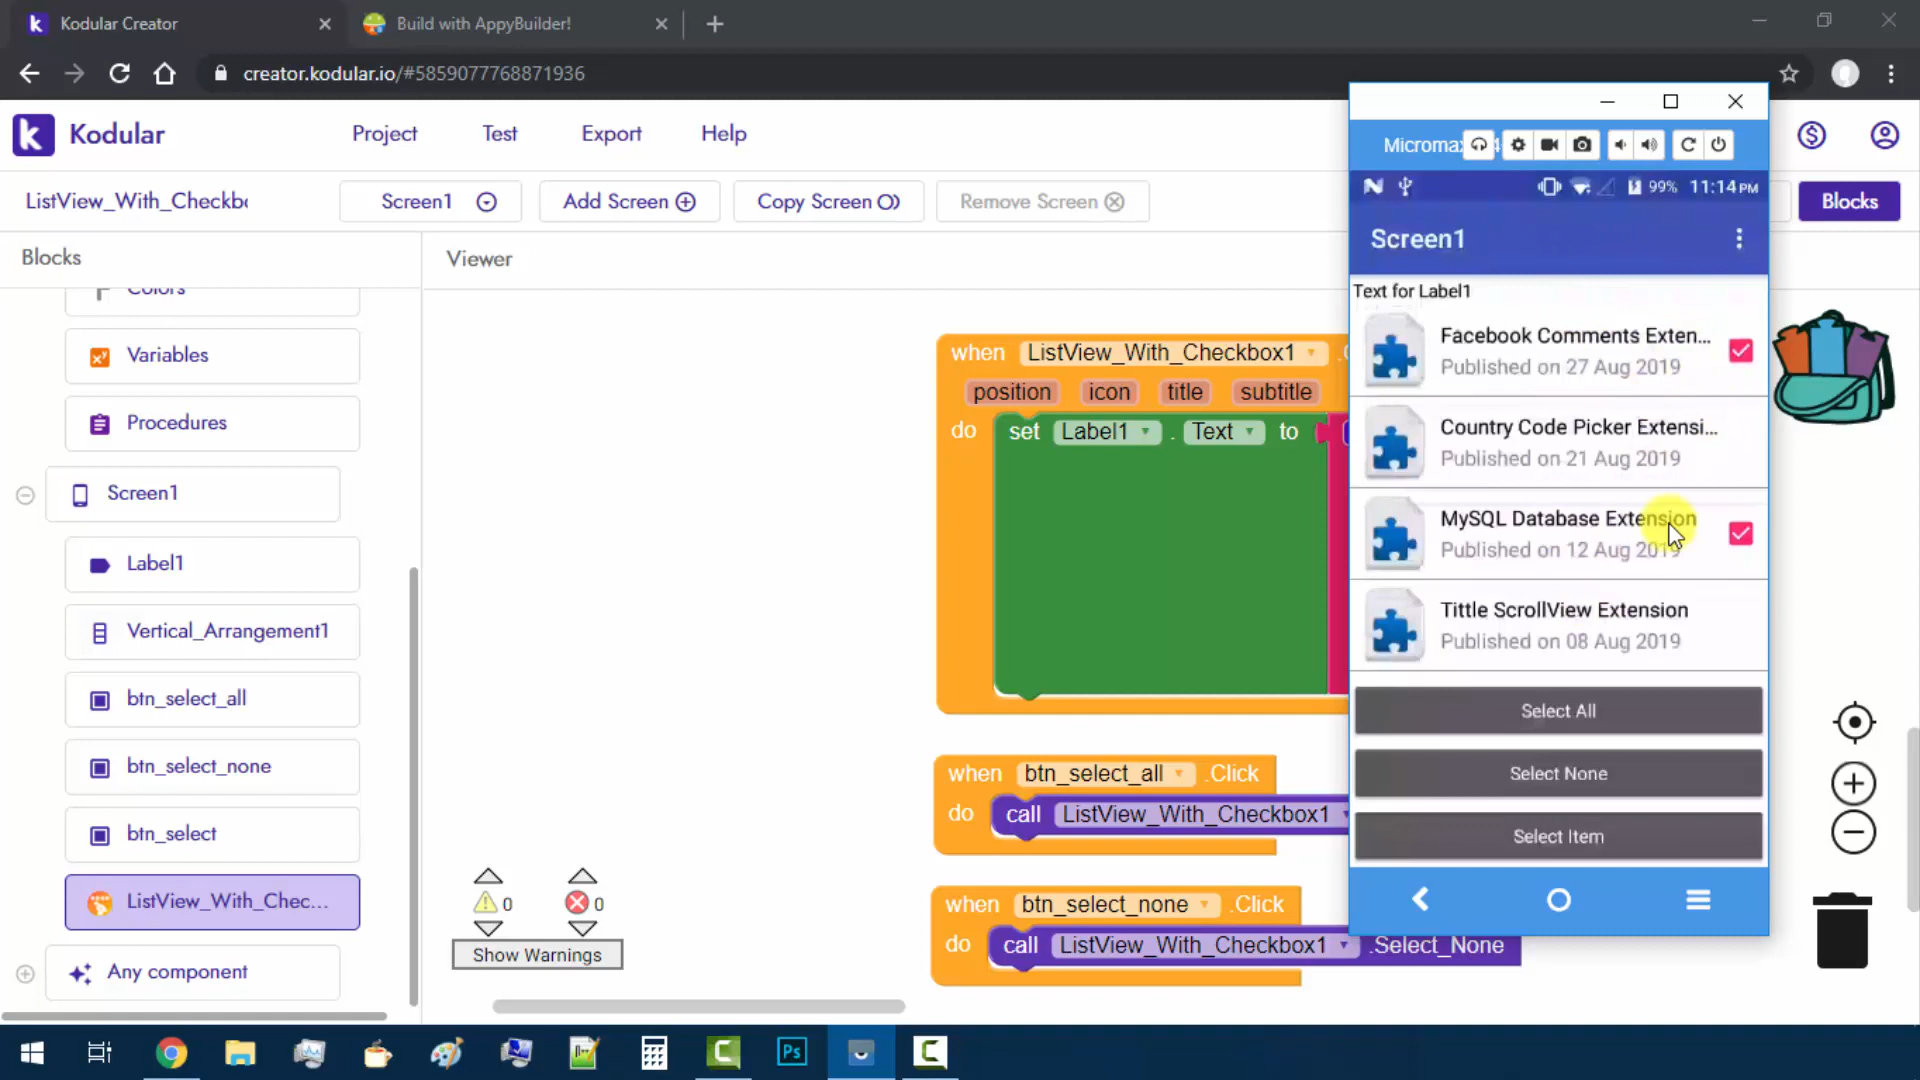 Kodular Creator
Build with AppyBuilder!
creator.kodular.io/#5859077768871936
Kodular
Project
Test
Export
Help
ListView_With_Checkb
Screen1
Add Screen
Copy Screen
Remove Screen
Blocks
Blocks
Viewer
Colors
Variables
Procedures
Screen1
Label1
Vertical_Arrangement1
btn_select_all
btn_select_none
btn_select
ListView_With_Chec...
Any component
0
0
Show Warnings
when ListView_With_Checkbox1 .
position icon title subtitle
do set Label1 . Text to
when btn_select_all .Click
do call ListView_With_Checkbox1
when btn_select_none .Click
do call ListView_With_Checkbox1 .Select_None
Micromax
99% 11:14 PM
Screen1
Text for Label1
Facebook Comments Exten...
Published on 27 Aug 2019
Country Code Picker Extensi...
Published on 21 Aug 2019
MySQL Database Extension
Published on 12 Aug 2019
Tittle ScrollView Extension
Published on 08 Aug 2019
Select All
Select None
Select Item
Ps